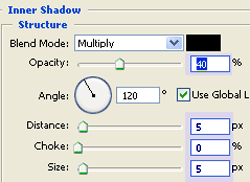 Inner Shadow
Structure
Blend Mode: Multiply
Opacity: 40 %
Angle: 120 ° Use Global L
Distance: 5 px
Choke: 0 %
Size: 5 px